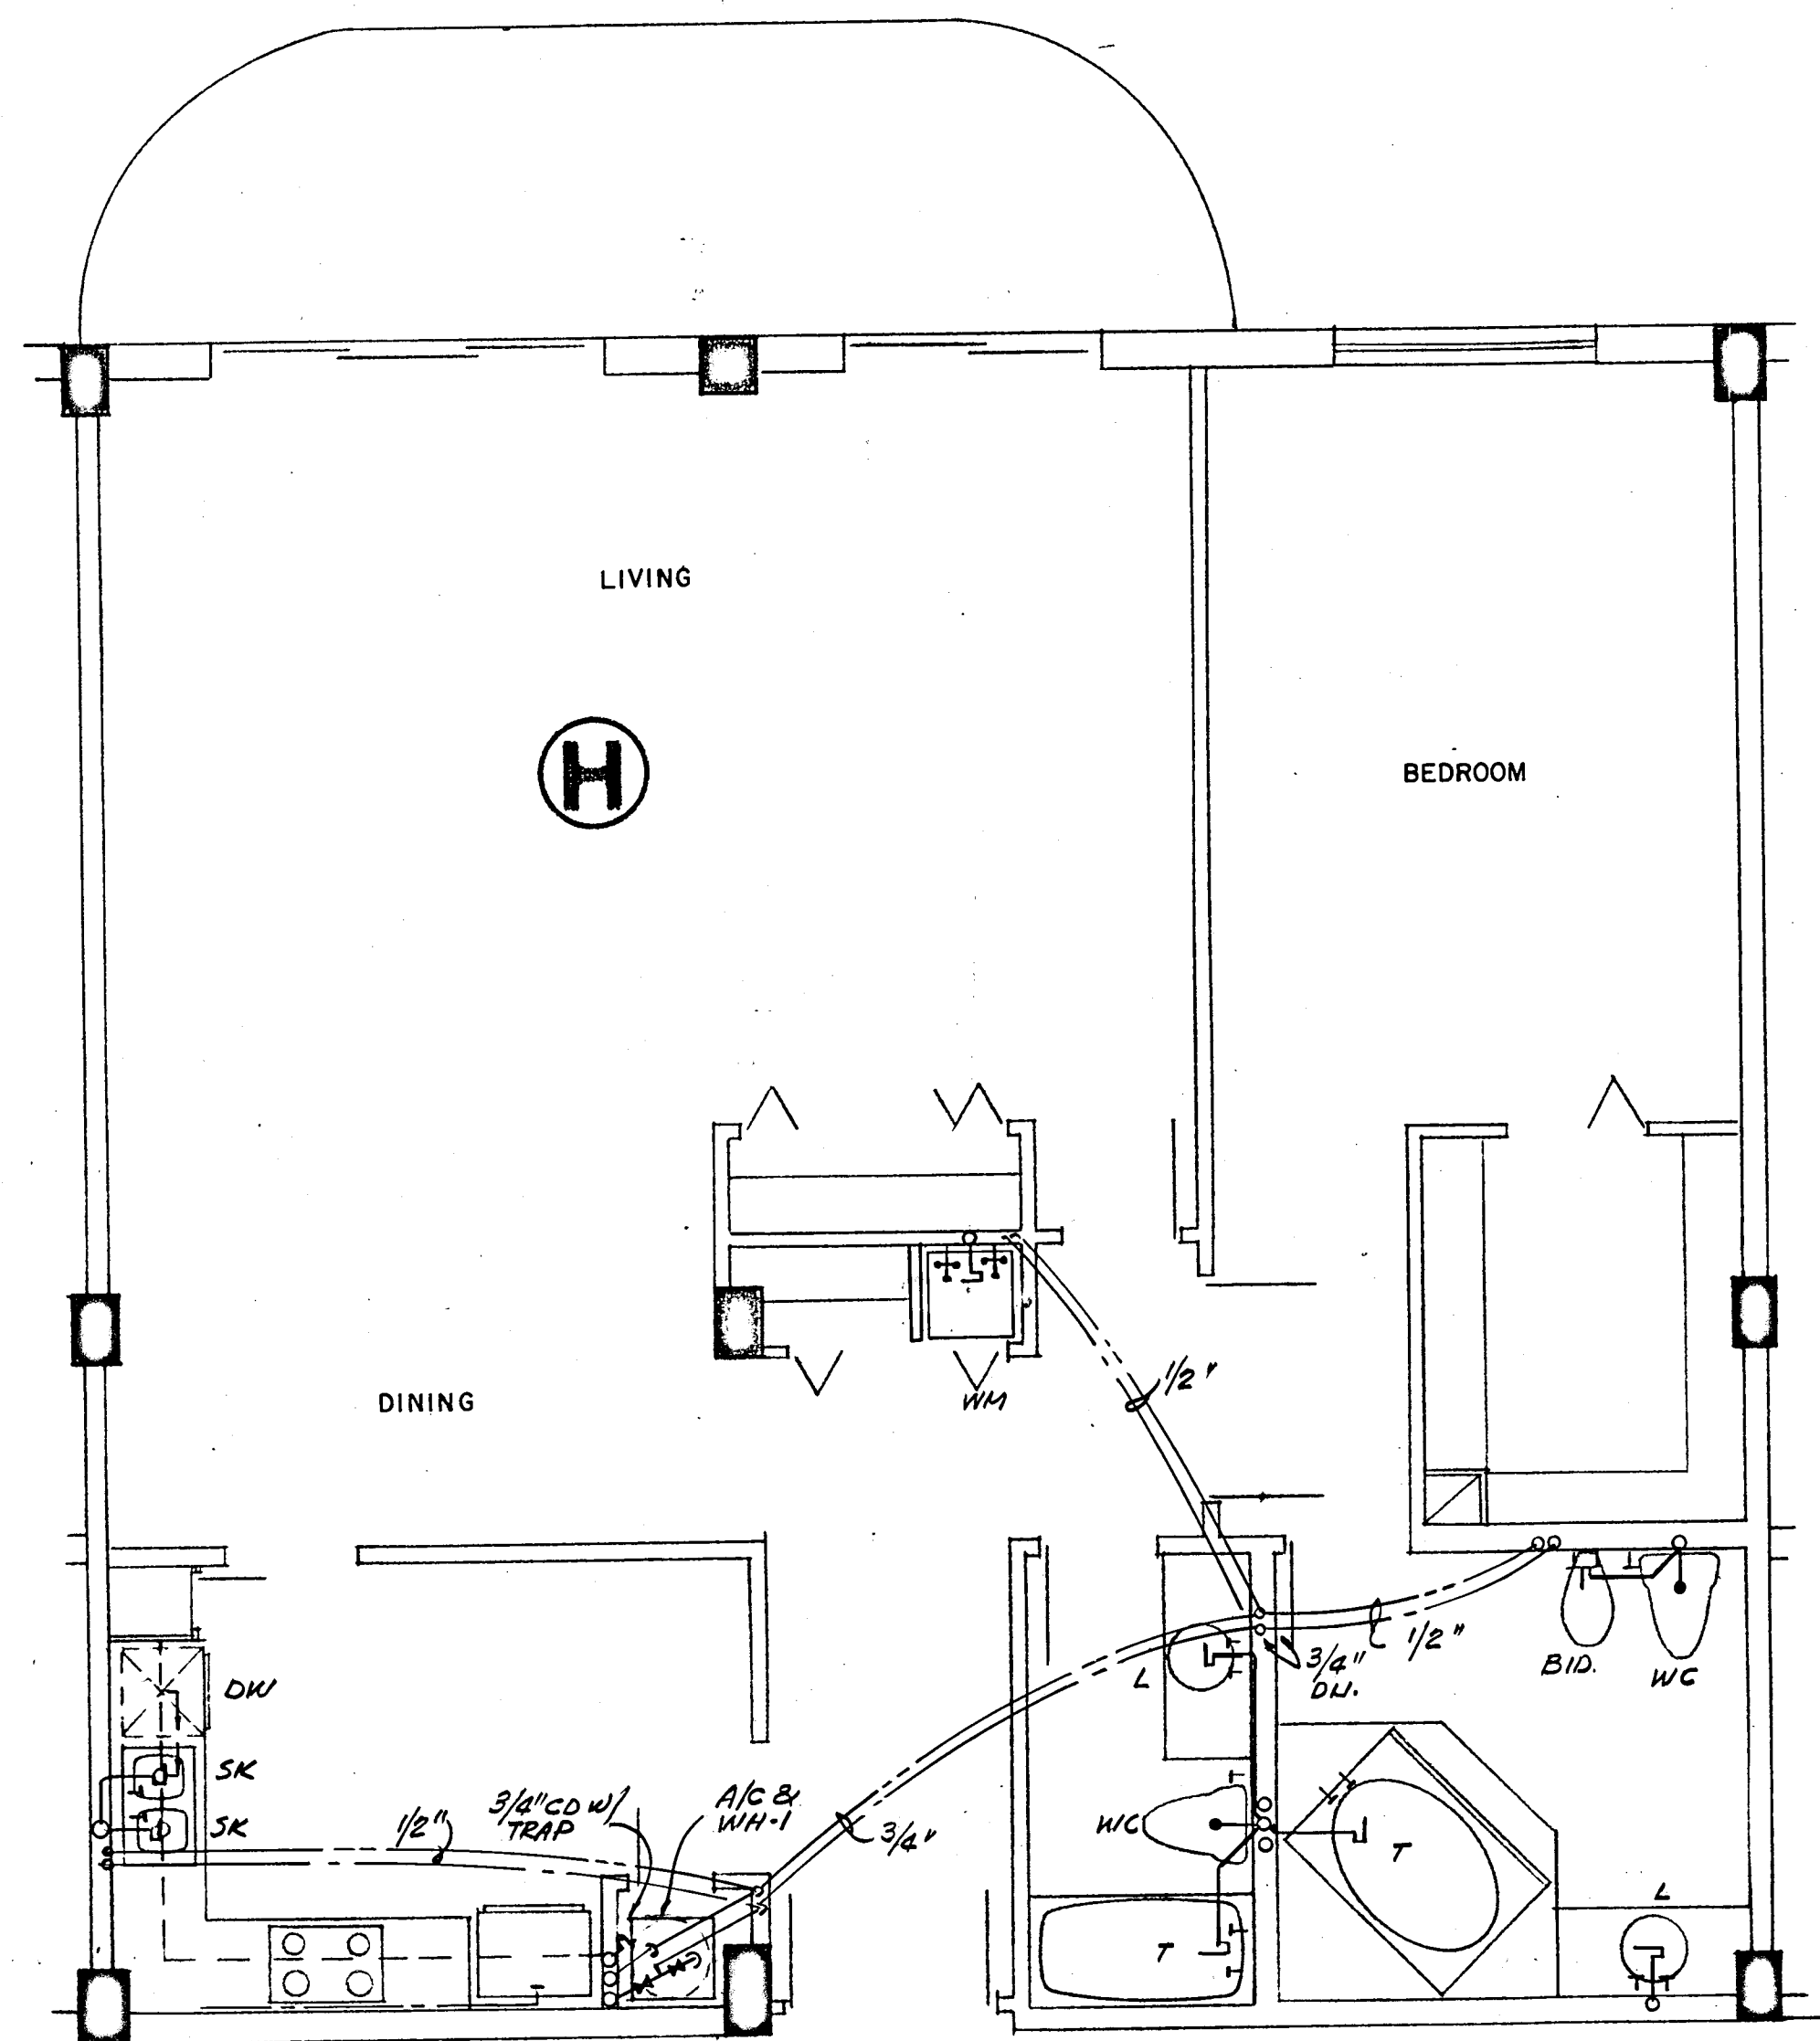 LIVING
H
BEDROOM
DINING
WM
1/2"
1/2"
3/4"
DN.
BID.
WC
L
DW
SK
SK
1/2"
3/4" CD W/
TRAP
A/C &
WH-1
3/4"
WC
T
T
L